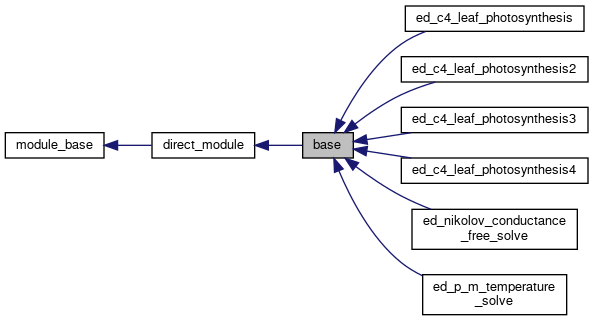 module_base
direct_module
base
ed_c4_leaf_photosynthesis
ed_c4_leaf_photosynthesis2
ed_c4_leaf_photosynthesis3
ed_c4_leaf_photosynthesis4
ed_nikolov_conductance
_free_solve
ed_p_m_temperature
_solve